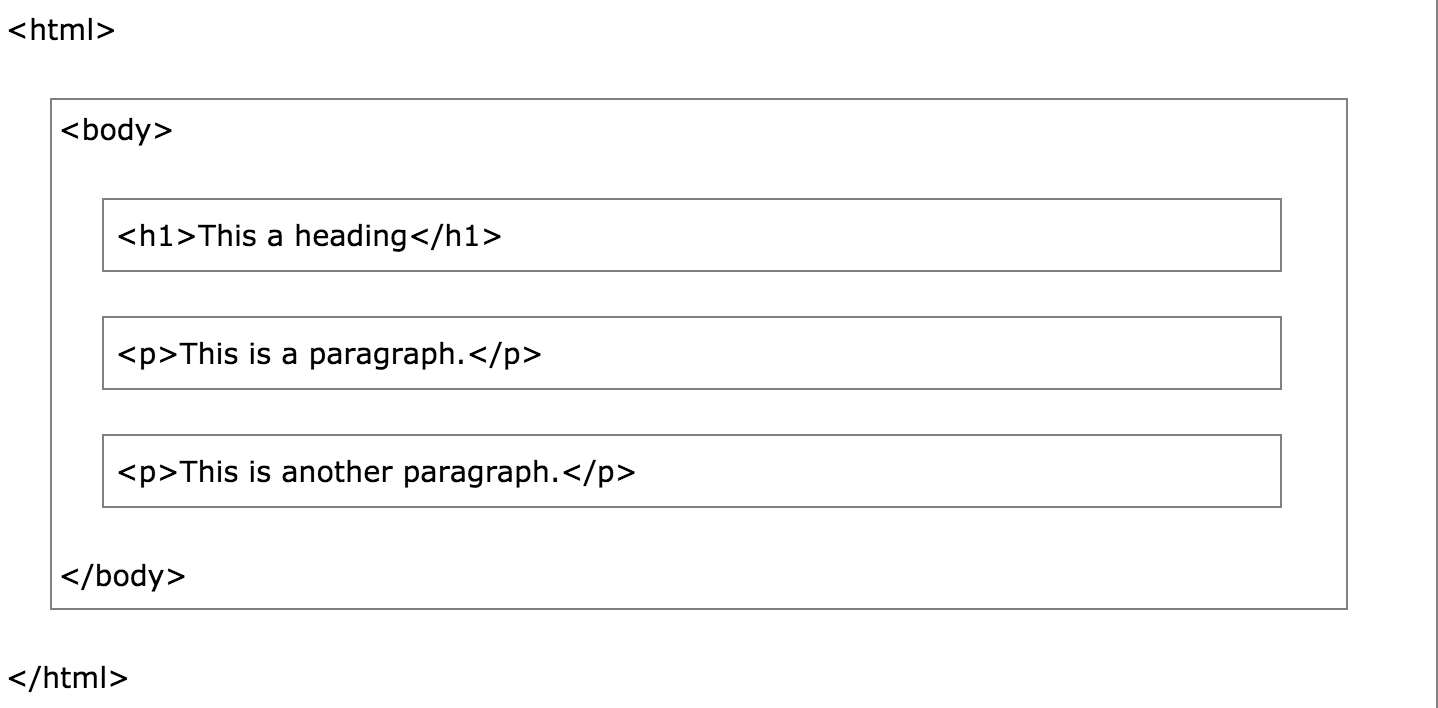 <html>
<body>
<h1>This a heading</h1>
<p>This is a paragraph.</p>
<p>This is another paragraph.</p>
</body>
</html>